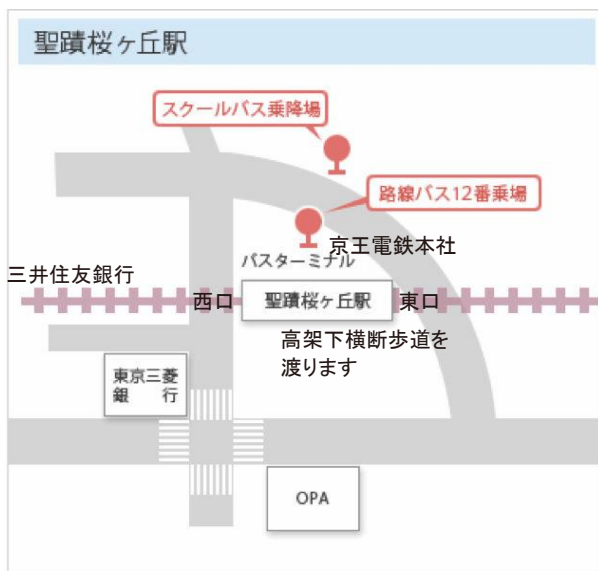 聖蹟桜ヶ丘駅
スクールバス乗降場
路線バス12番乗場
京王電鉄本社
バスターミナル
三井住友銀行
西口
聖蹟桜ヶ丘駅
東口
高架下横断歩道を
渡ります
東京三菱
銀 行
OPA